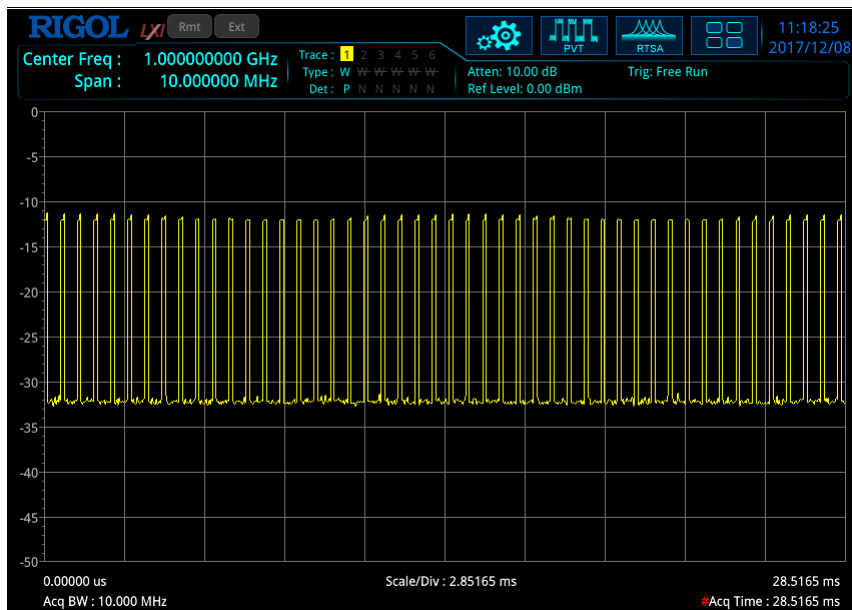 RIGOL LXI Rmt Ext
PVT RTSA
11:18:25
2017/12/08
Center Freq : 1.000000000 GHz
Span : 10.000000 MHz
Trace : 1 2 3 4 5 6
Type : W W W W W W
Det : P N N N N N
Atten: 10.00 dB
Ref Level: 0.00 dBm
Trig: Free Run
0
-5
-10
-15
-20
-25
-30
-35
-40
-45
-50
0.00000 us Scale/Div : 2.85165 ms 28.5165 ms
Acq BW : 10.000 MHz #Acq Time : 28.5165 ms